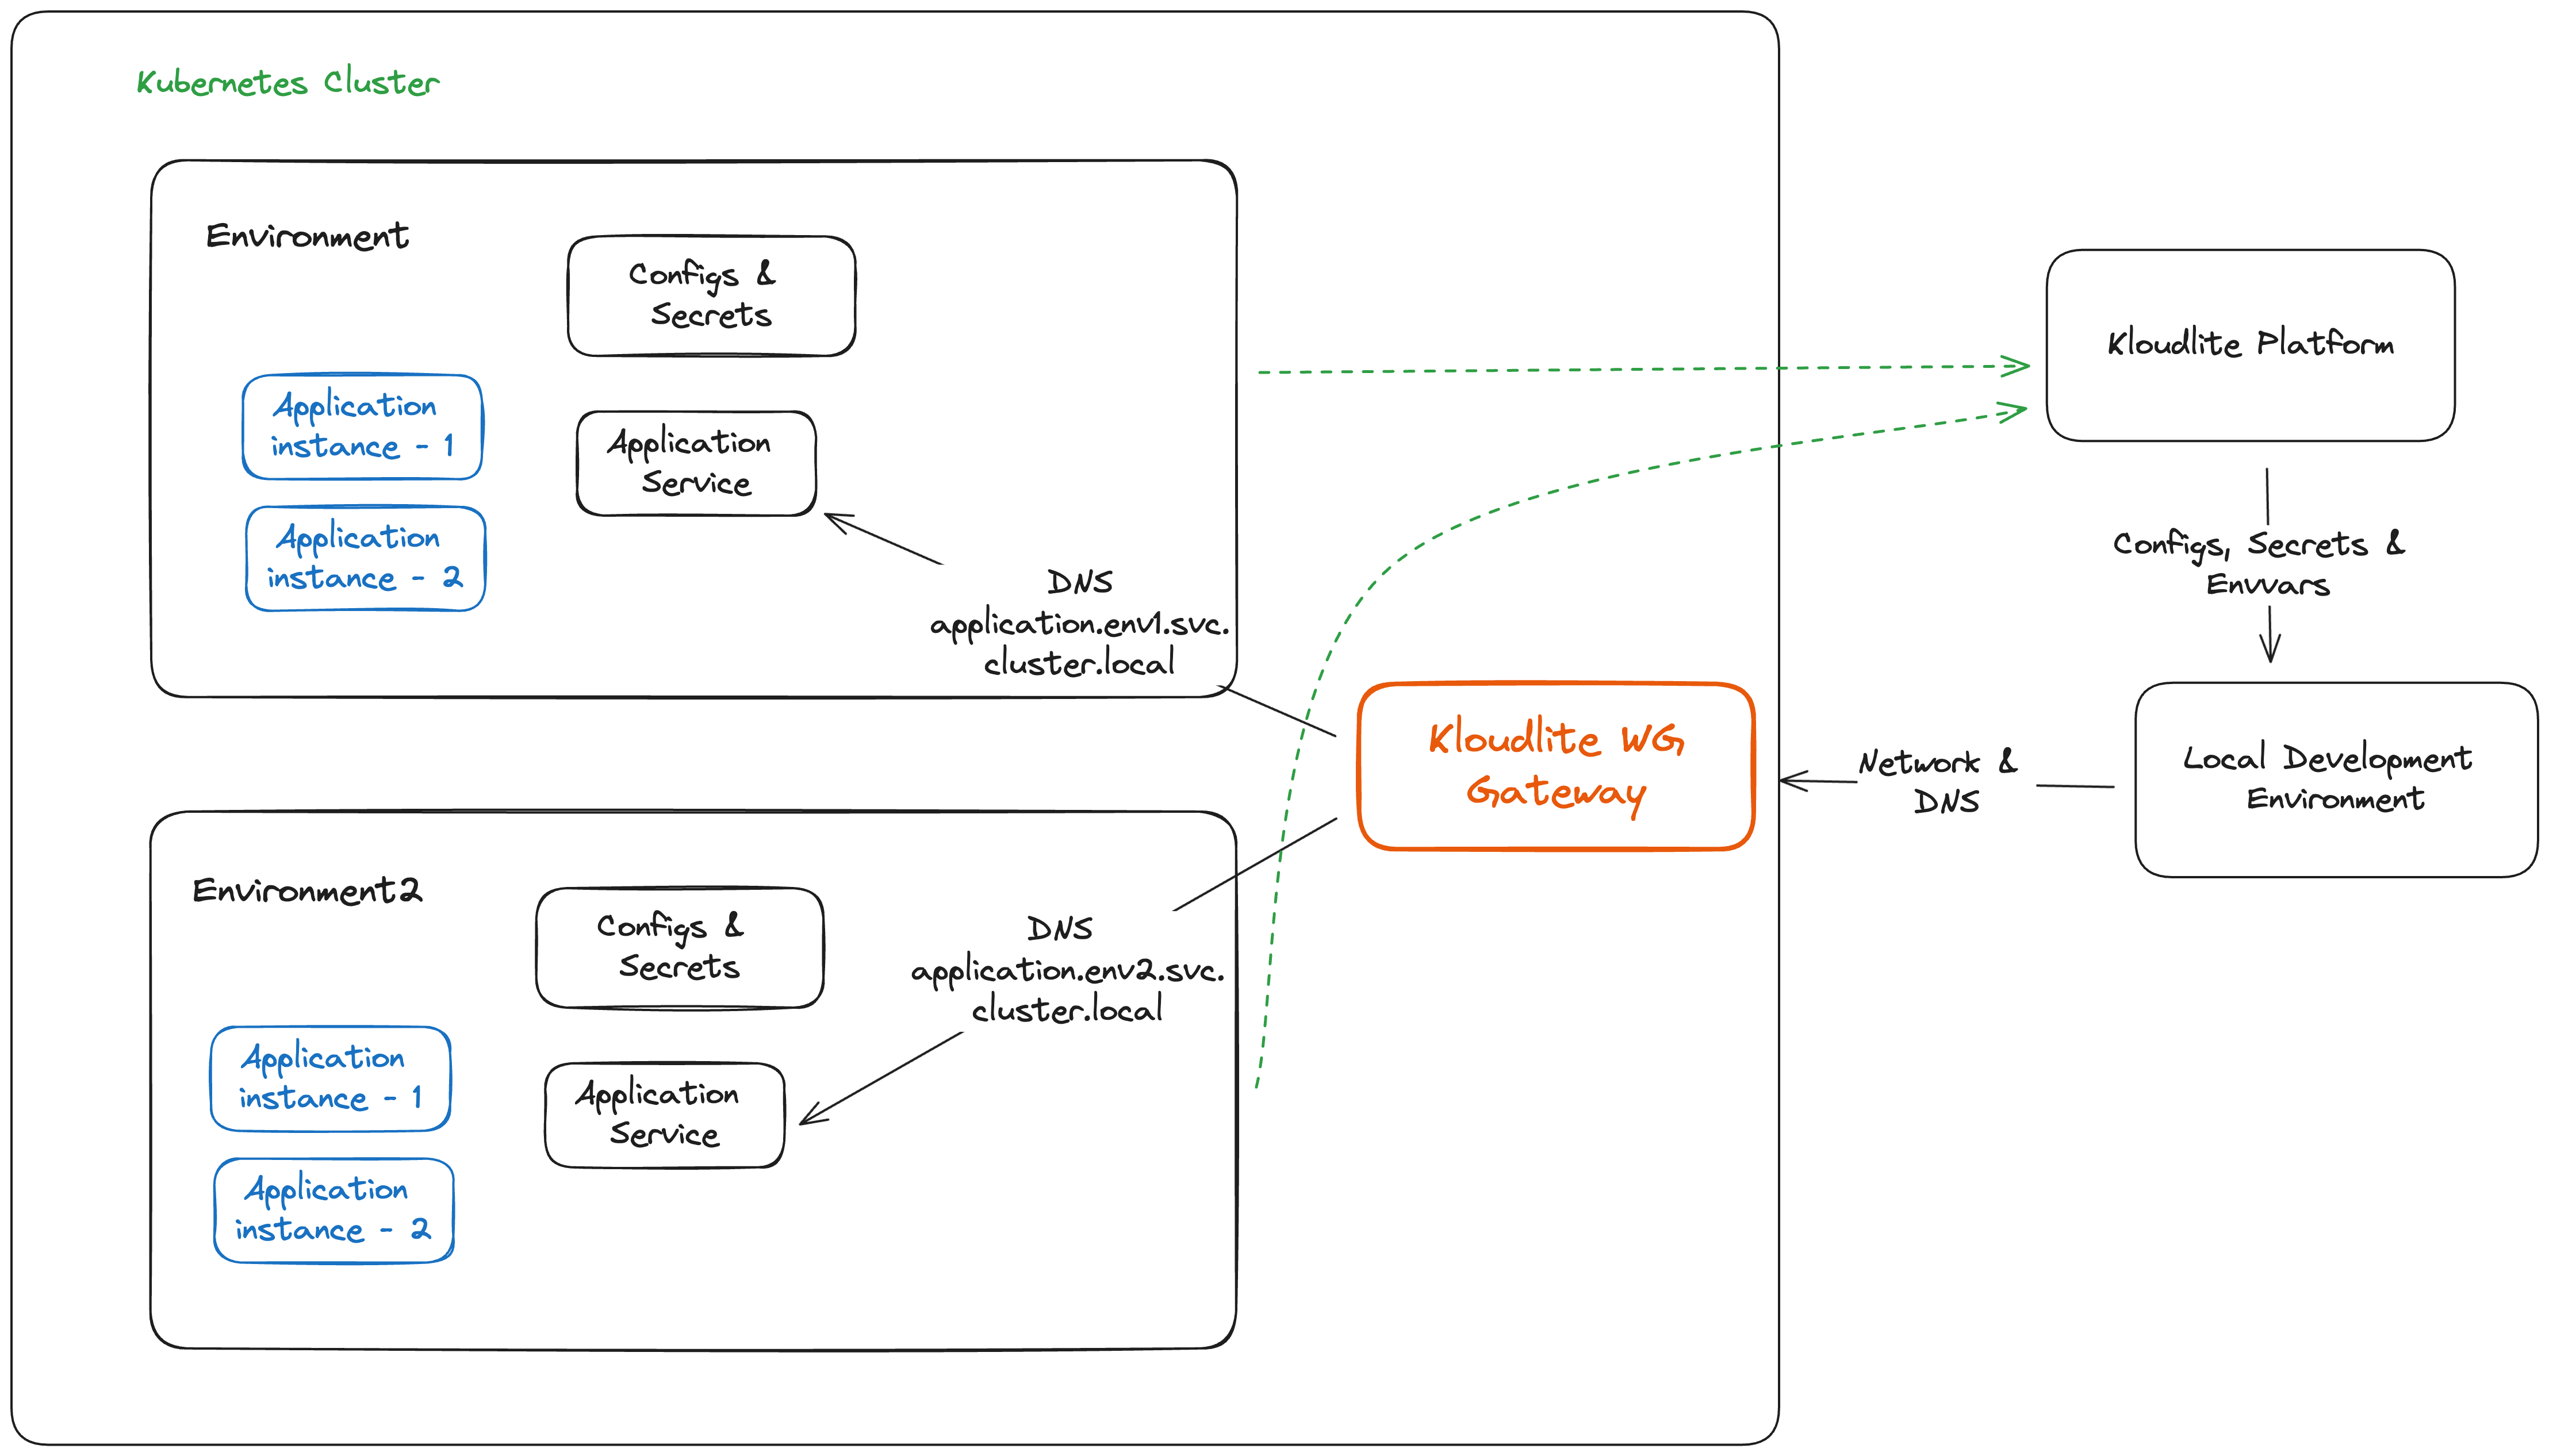 Kubernetes Cluster
Environment
Configs &
Secrets
Application
instance - 1
Application
Service
Application
instance - 2
DNS
application.env1.svc.
cluster.local
Kloudlite Platform
Configs, Secrets &
Envvars
Kloudlite WG
Gateway
Network &
DNS
Local Development
Environment
Environment2
Configs &
Secrets
DNS
application.env2.svc.
cluster.local
Application
instance - 1
Application
Service
Application
instance - 2